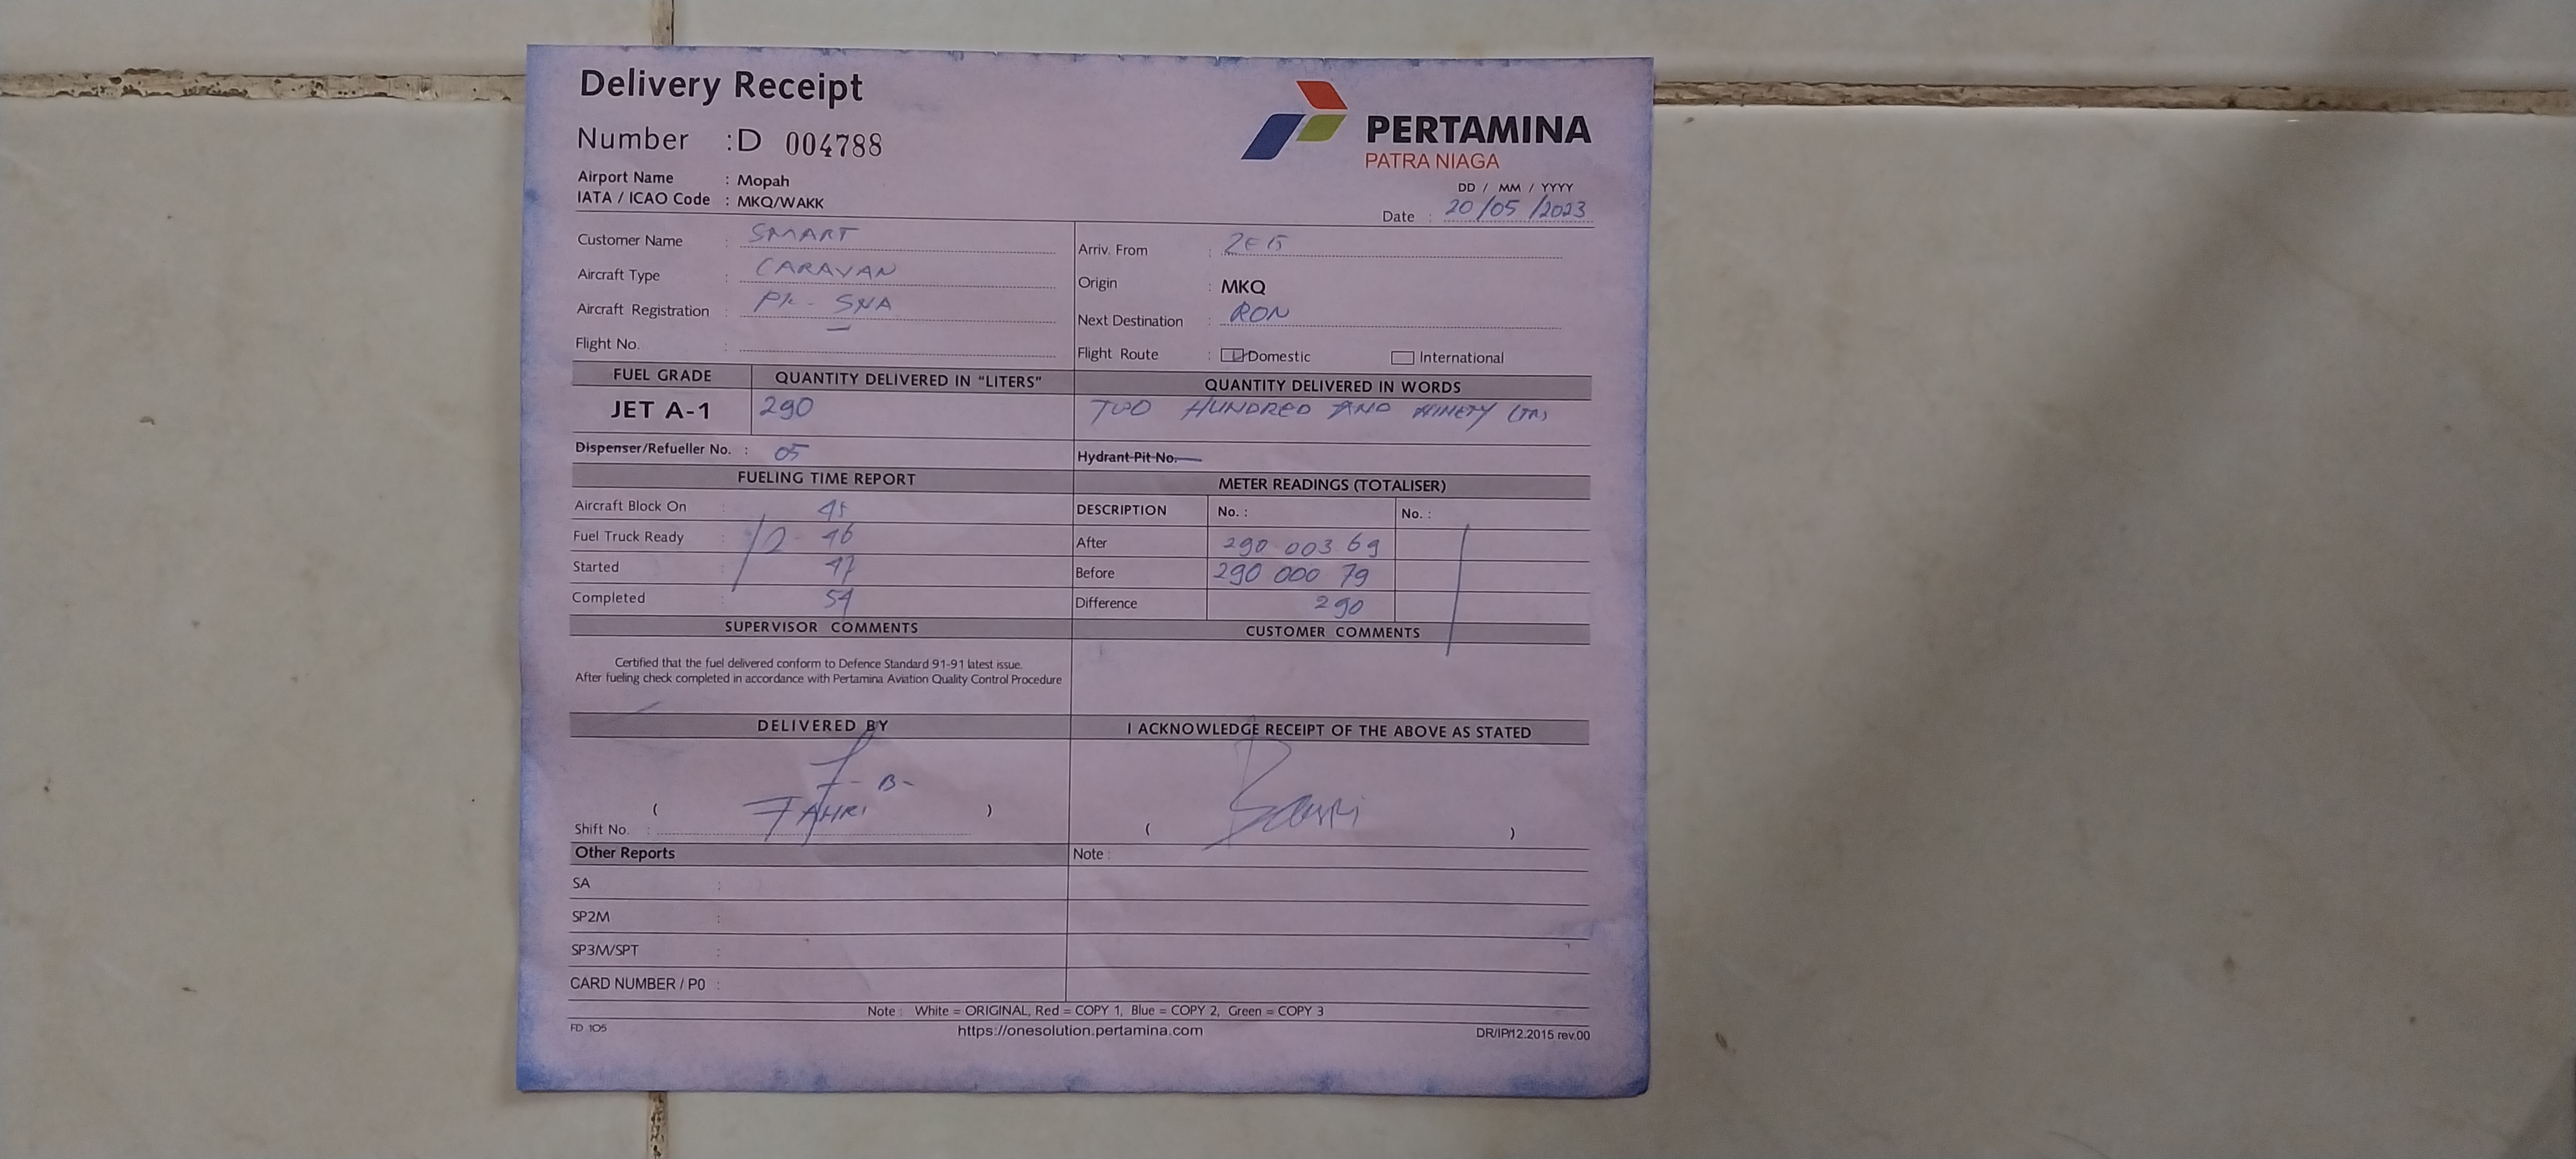 Delivery Receipt
Number :D 004788
PERTAMINA
PATRA NIAGA
Airport Name : Mopah
IATA / ICAO Code : MKQ/WAKK
DD / MM / YYYY
Date : 20/05/2023
Customer Name : SMART
Aircraft Type : CARAVAN
Aircraft Registration : PK - SNA
Flight No. :
Arriv. From :
Origin : MKQ
Next Destination : RON
Flight Route : Domestic International
FUEL GRADE QUANTITY DELIVERED IN "LITERS" QUANTITY DELIVERED IN WORDS
JET A-1 290 TWO HUNDRED AND NINETY
Dispenser/Refueller No. : 05 Hydrant Pit No.
FUELING TIME REPORT METER READINGS (TOTALISER)
Aircraft Block On : 45
Fuel Truck Ready : 46
Started : 47
Completed : 54
DESCRIPTION No. : No. :
After 290 003 69
Before 290 000 79
Difference 290
SUPERVISOR COMMENTS CUSTOMER COMMENTS
Certified that the fuel delivered conform to Defence Standard 91-91 latest issue.
After fueling check completed in accordance with Pertamina Aviation Quality Control Procedure
DELIVERED BY I ACKNOWLEDGE RECEIPT OF THE ABOVE AS STATED
( FAHRI )
Shift No. :
( )
Other Reports Note :
SA :
SP2M :
SP3M/SPT :
CARD NUMBER / P0 :
Note : White = ORIGINAL, Red = COPY 1, Blue = COPY 2, Green = COPY 3
FD 105 https://onesolution.pertamina.com DR/IP/12.2015 rev.00